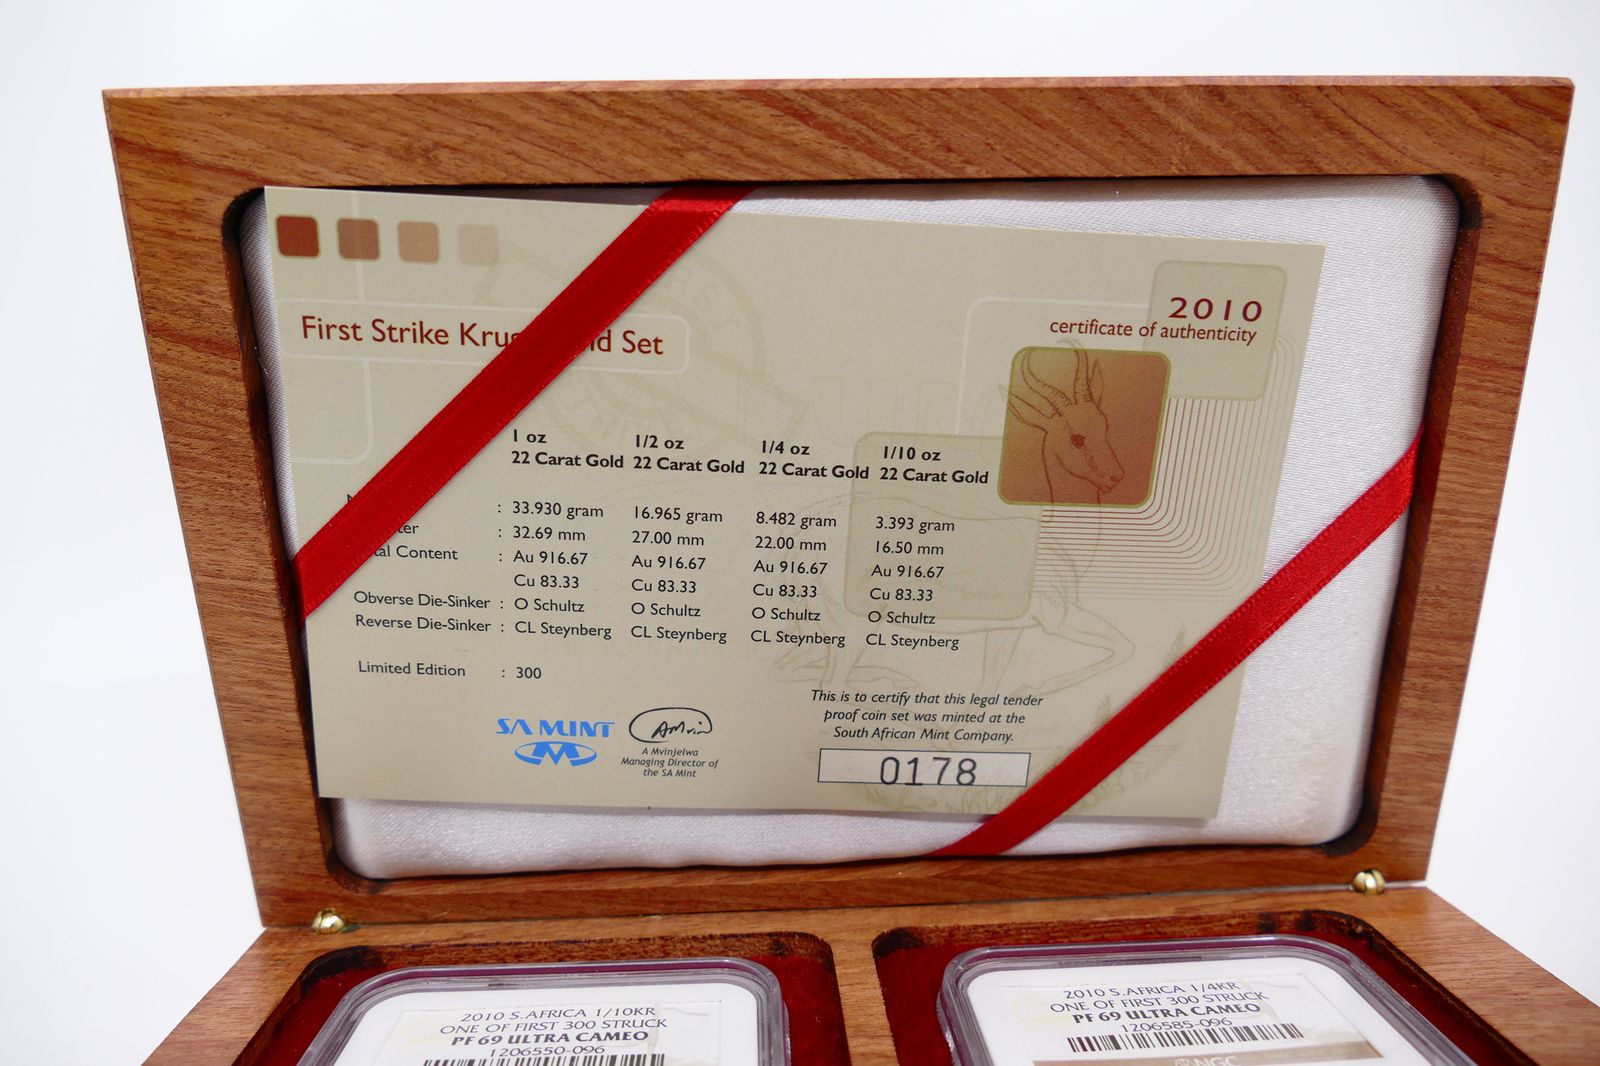 2010
certificate of authenticity
First Strike Set
1 oz 1/2 oz 1/4 oz 1/10 oz
22 Carat Gold 22 Carat Gold 22 Carat Gold 22 Carat Gold
: 33.930 gram 16.965 gram 8.482 gram 3.393 gram
: 32.69 mm 27.00 mm 22.00 mm 16.50 mm
Content : Au 916.67 Au 916.67 Au 916.67 Au 916.67
Cu 83.33 Cu 83.33 Cu 83.33 Cu 83.33
Obverse Die-Sinker : O Schultz O Schultz O Schultz O Schultz
Reverse Die-Sinker : CL Steynberg CL Steynberg CL Steynberg CL Steynberg
Limited Edition : 300
SA MINT
A Mvinjelwa
Managing Director of
the SA Mint
This is to certify that this legal tender
proof coin set was minted at the
South African Mint Company.
0178
2010 S.AFRICA 1/10KR
ONE OF FIRST 300 STRUCK
PF 69 ULTRA CAMEO
1206550-096
2010 S.AFRICA 1/4KR
ONE OF FIRST 300 STRUCK
PF 69 ULTRA CAMEO
1206585-096
NGC